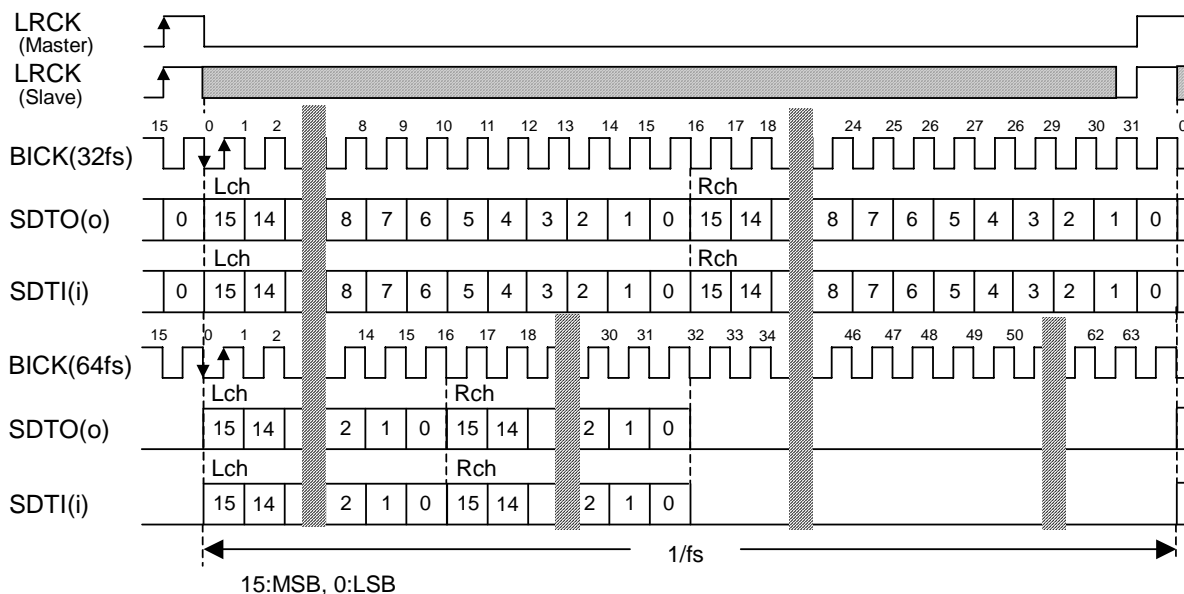 LRCK
(Master)
LRCK
(Slave)
15 0 1 2 8 9 10 11 12 13 14 15 16 17 18 24 25 26 27 26 29 30 31 0
BICK(32fs)
Lch Rch
SDTO(o) 0 15 14 8 7 6 5 4 3 2 1 0 15 14 8 7 6 5 4 3 2 1 0
Lch Rch
SDTI(i) 0 15 14 8 7 6 5 4 3 2 1 0 15 14 8 7 6 5 4 3 2 1 0
15 0 1 2 14 15 16 17 18 30 31 32 33 34 46 47 48 49 50 62 63
BICK(64fs)
Lch Rch
SDTO(o) 15 14 2 1 0 15 14 2 1 0
Lch Rch
SDTI(i) 15 14 2 1 0 15 14 2 1 0
1/fs
15:MSB, 0:LSB